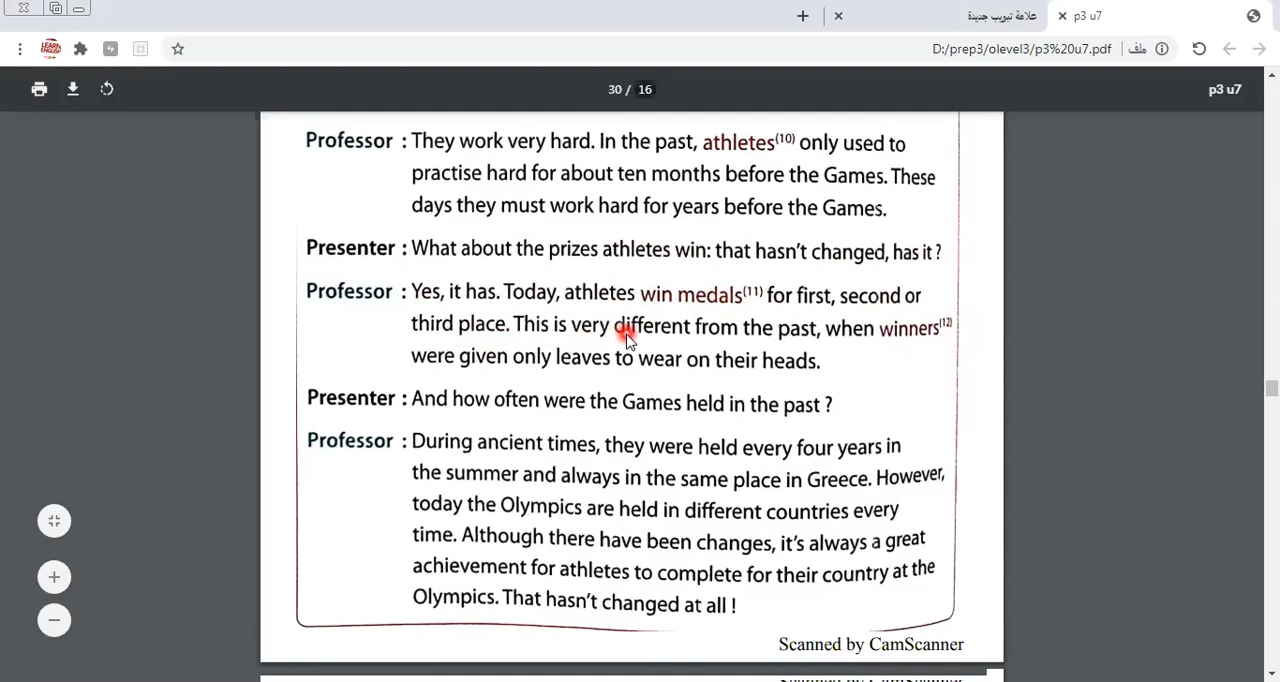 علامة تبويب جديدة
p3 u7
LEARN ENGLISH
ملف
D:/prep3/olevel3/p3%20u7.pdf
30 / 16
p3 u7
Professor : They work very hard. In the past, athletes(10) only used to
practise hard for about ten months before the Games. These
days they must work hard for years before the Games.
Presenter : What about the prizes athletes win: that hasn't changed, has it ?
Professor : Yes, it has. Today, athletes win medals(11) for first, second or
third place. This is very different from the past, when winners(12)
were given only leaves to wear on their heads.
Presenter : And how often were the Games held in the past ?
Professor : During ancient times, they were held every four years in
the summer and always in the same place in Greece. However,
today the Olympics are held in different countries every
time. Although there have been changes, it's always a great
achievement for athletes to complete for their country at the
Olympics. That hasn't changed at all !
Scanned by CamScanner
Scanned by CamScanner